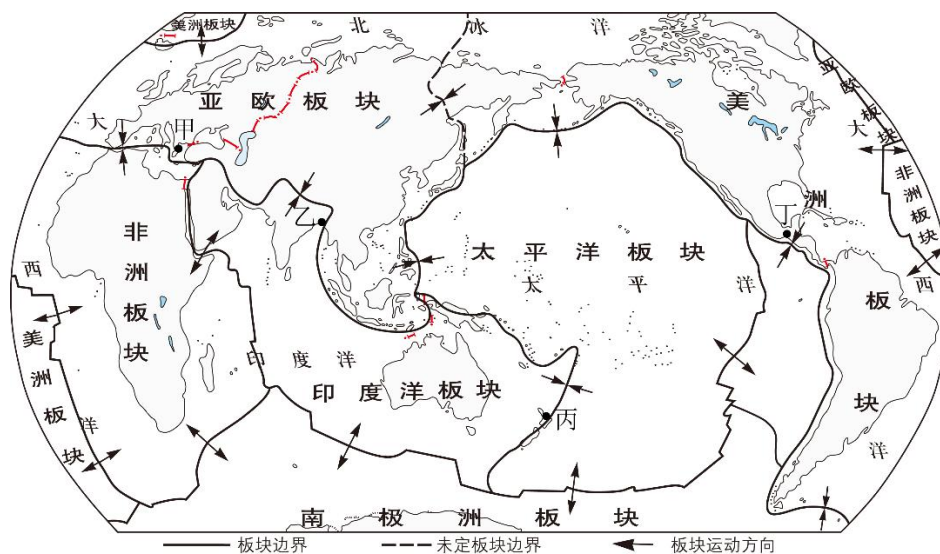 美洲板块
北冰洋
亚欧板块
美
大
甲
大
亚欧板块
非洲板块
乙
丁
洲
非洲板块
太平洋板块
太平洋
西
西
美洲板块
洋
印度洋
印度洋板块
丙
板
块
洋
南极洲板块
板块边界
未定板块边界
板块运动方向